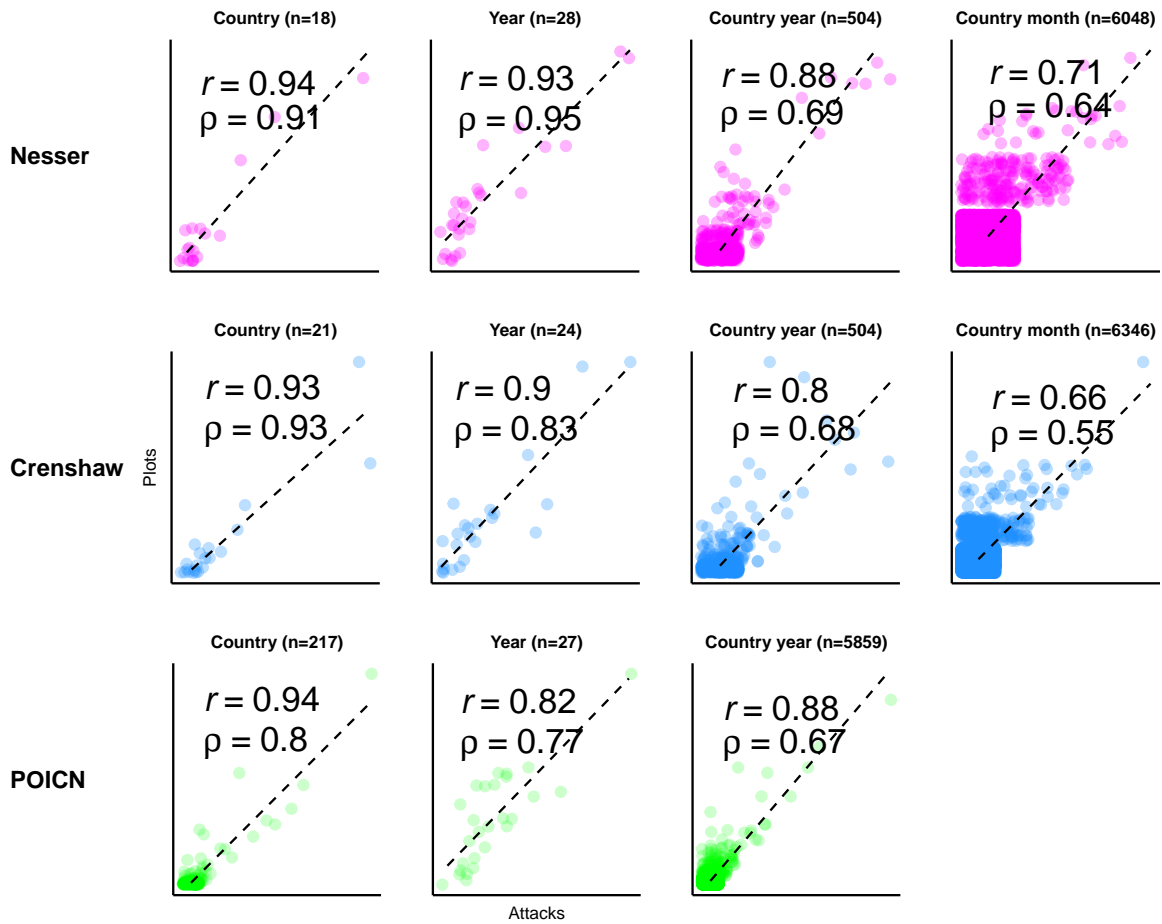 Country (n=18)
Year (n=28)
Country year (n=504)
Country month (n=6048)
Nesser
r = 0.94
ρ = 0.91
r = 0.93
ρ = 0.95
r = 0.88
ρ = 0.69
r = 0.71
ρ = 0.64
Country (n=21)
Year (n=24)
Country year (n=504)
Country month (n=6346)
Crenshaw
Plots
r = 0.93
ρ = 0.93
r = 0.9
ρ = 0.83
r = 0.8
ρ = 0.68
r = 0.66
ρ = 0.55
Country (n=217)
Year (n=27)
Country year (n=5859)
POICN
r = 0.94
ρ = 0.8
r = 0.82
ρ = 0.77
r = 0.88
ρ = 0.67
Attacks